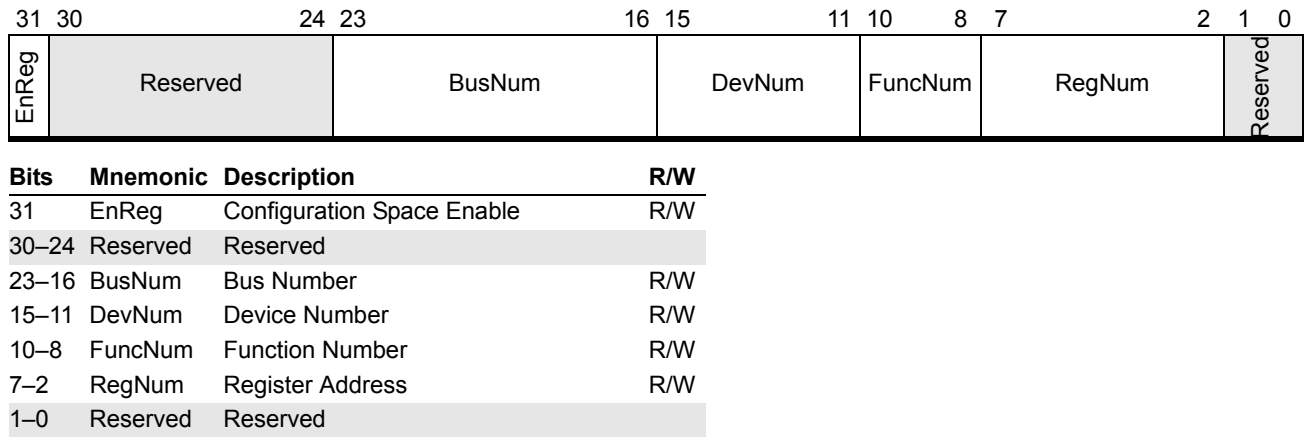 31 30 24 23 16 15 11 10 8 7 2 1 0
EnReg Reserved BusNum DevNum FuncNum RegNum Reserved
Bits Mnemonic Description R/W
31 EnReg Configuration Space Enable R/W
30–24 Reserved Reserved
23–16 BusNum Bus Number R/W
15–11 DevNum Device Number R/W
10–8 FuncNum Function Number R/W
7–2 RegNum Register Address R/W
1–0 Reserved Reserved